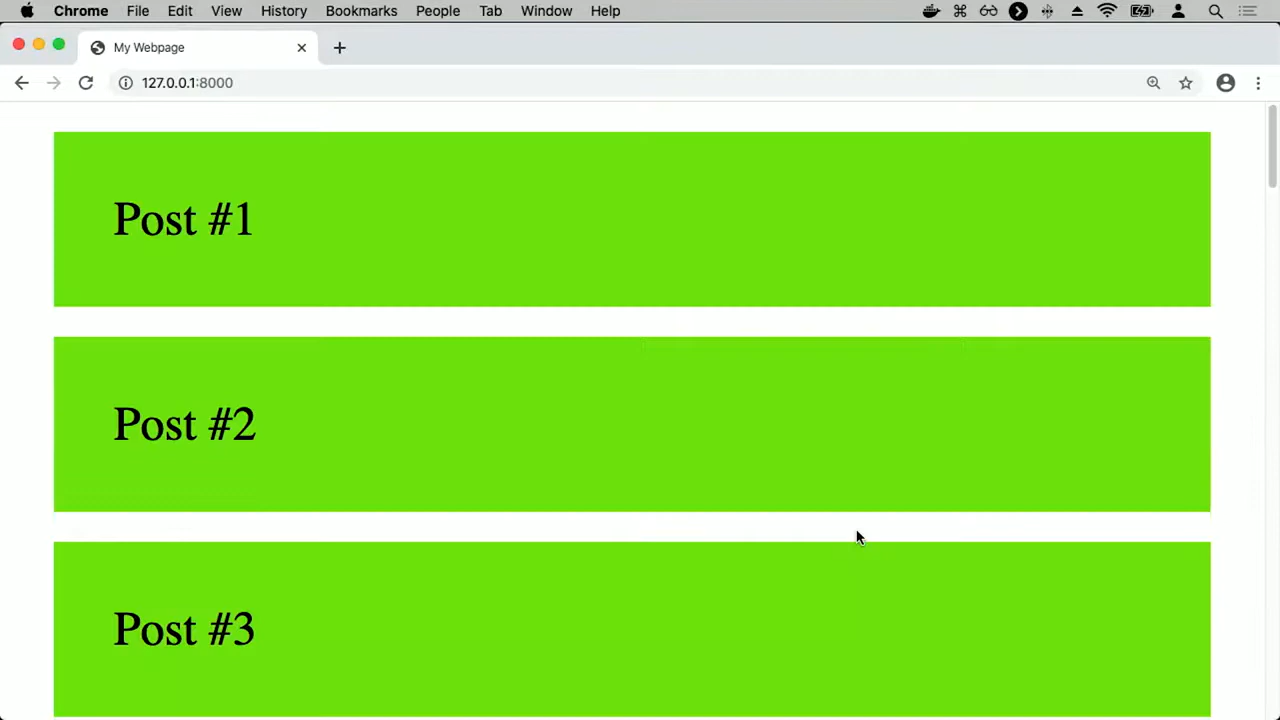 Chrome File Edit View History Bookmarks People Tab Window Help
My Webpage
127.0.0.1:8000
Post #1
Post #2
Post #3